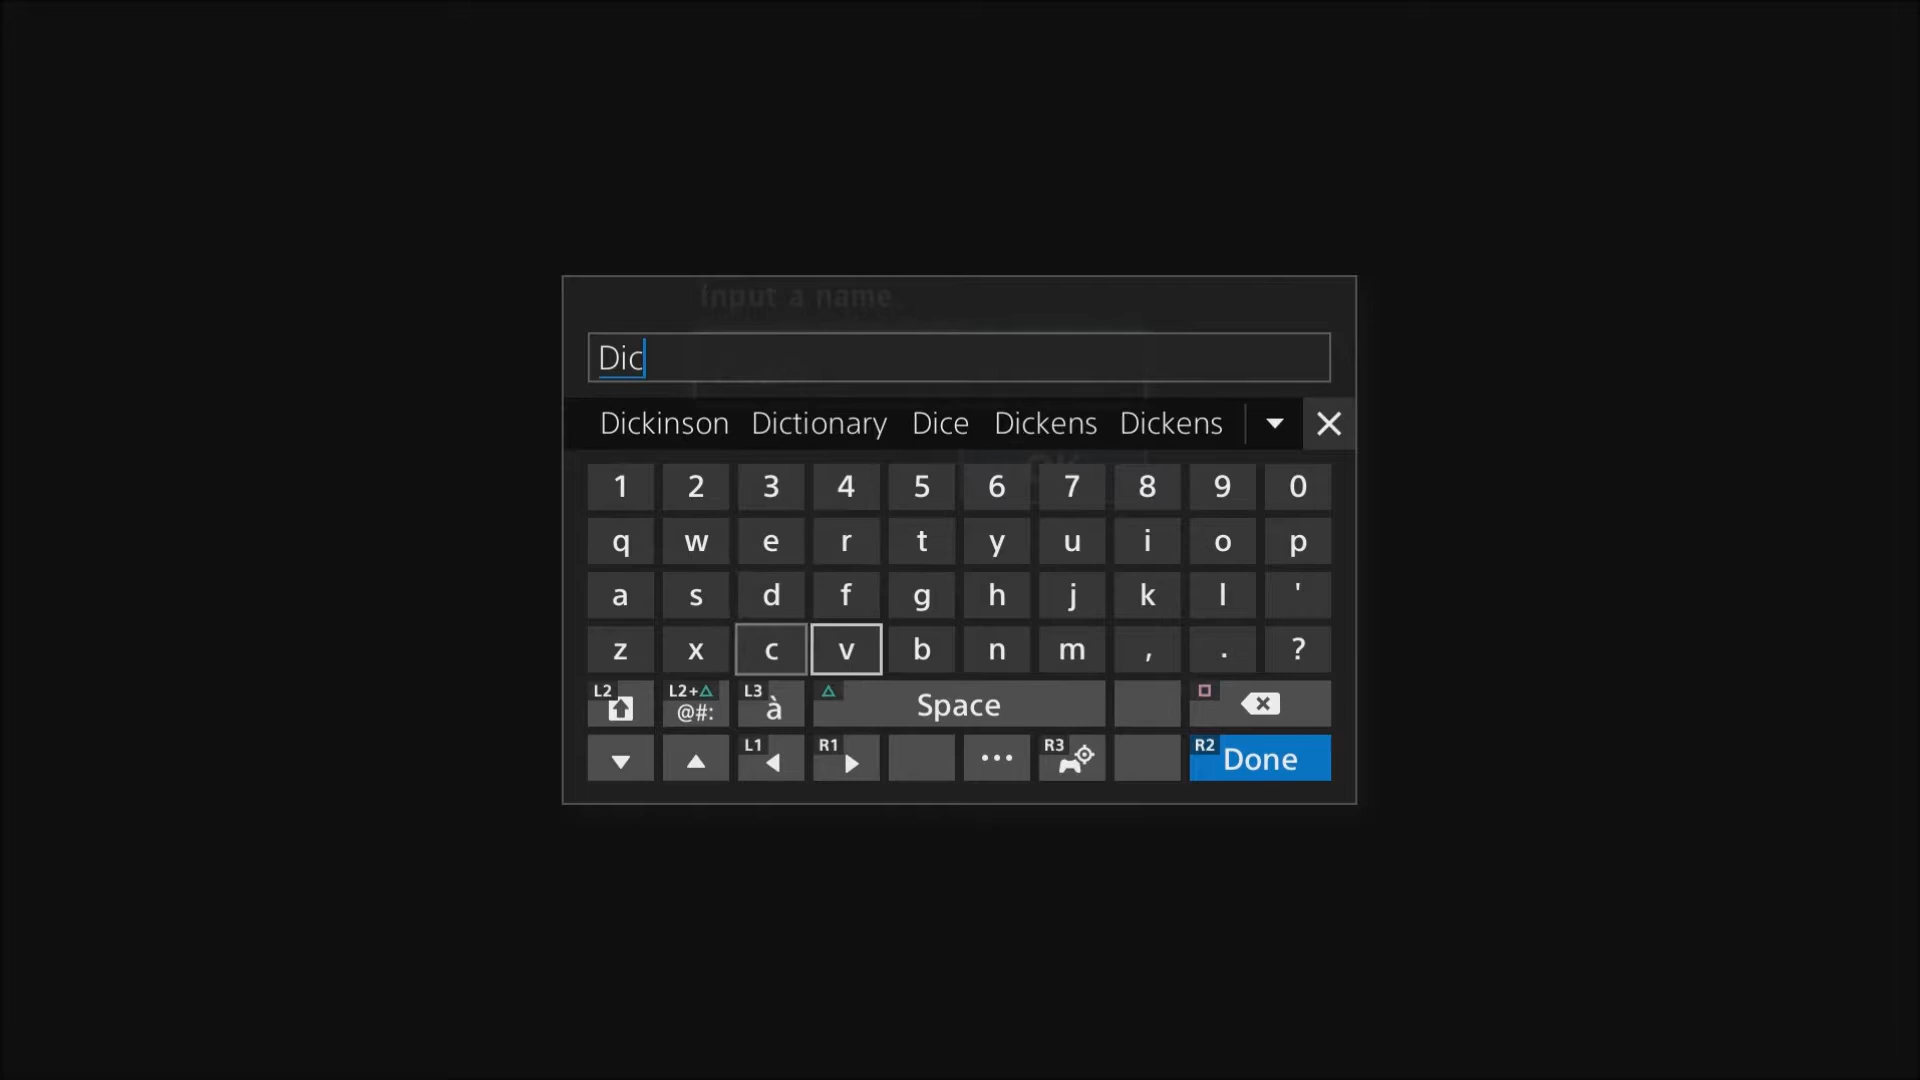 Input a name
Dic
Dickinson Dictionary Dice Dickens Dickens
1 2 3 4 5 6 7 8 9 0
q w e r t y u i o p
a s d f g h j k l '
z x c v b n m , . ?
L2 L2+△ @#: L3 à △ Space □
L1 R1 ... R3 R2 Done